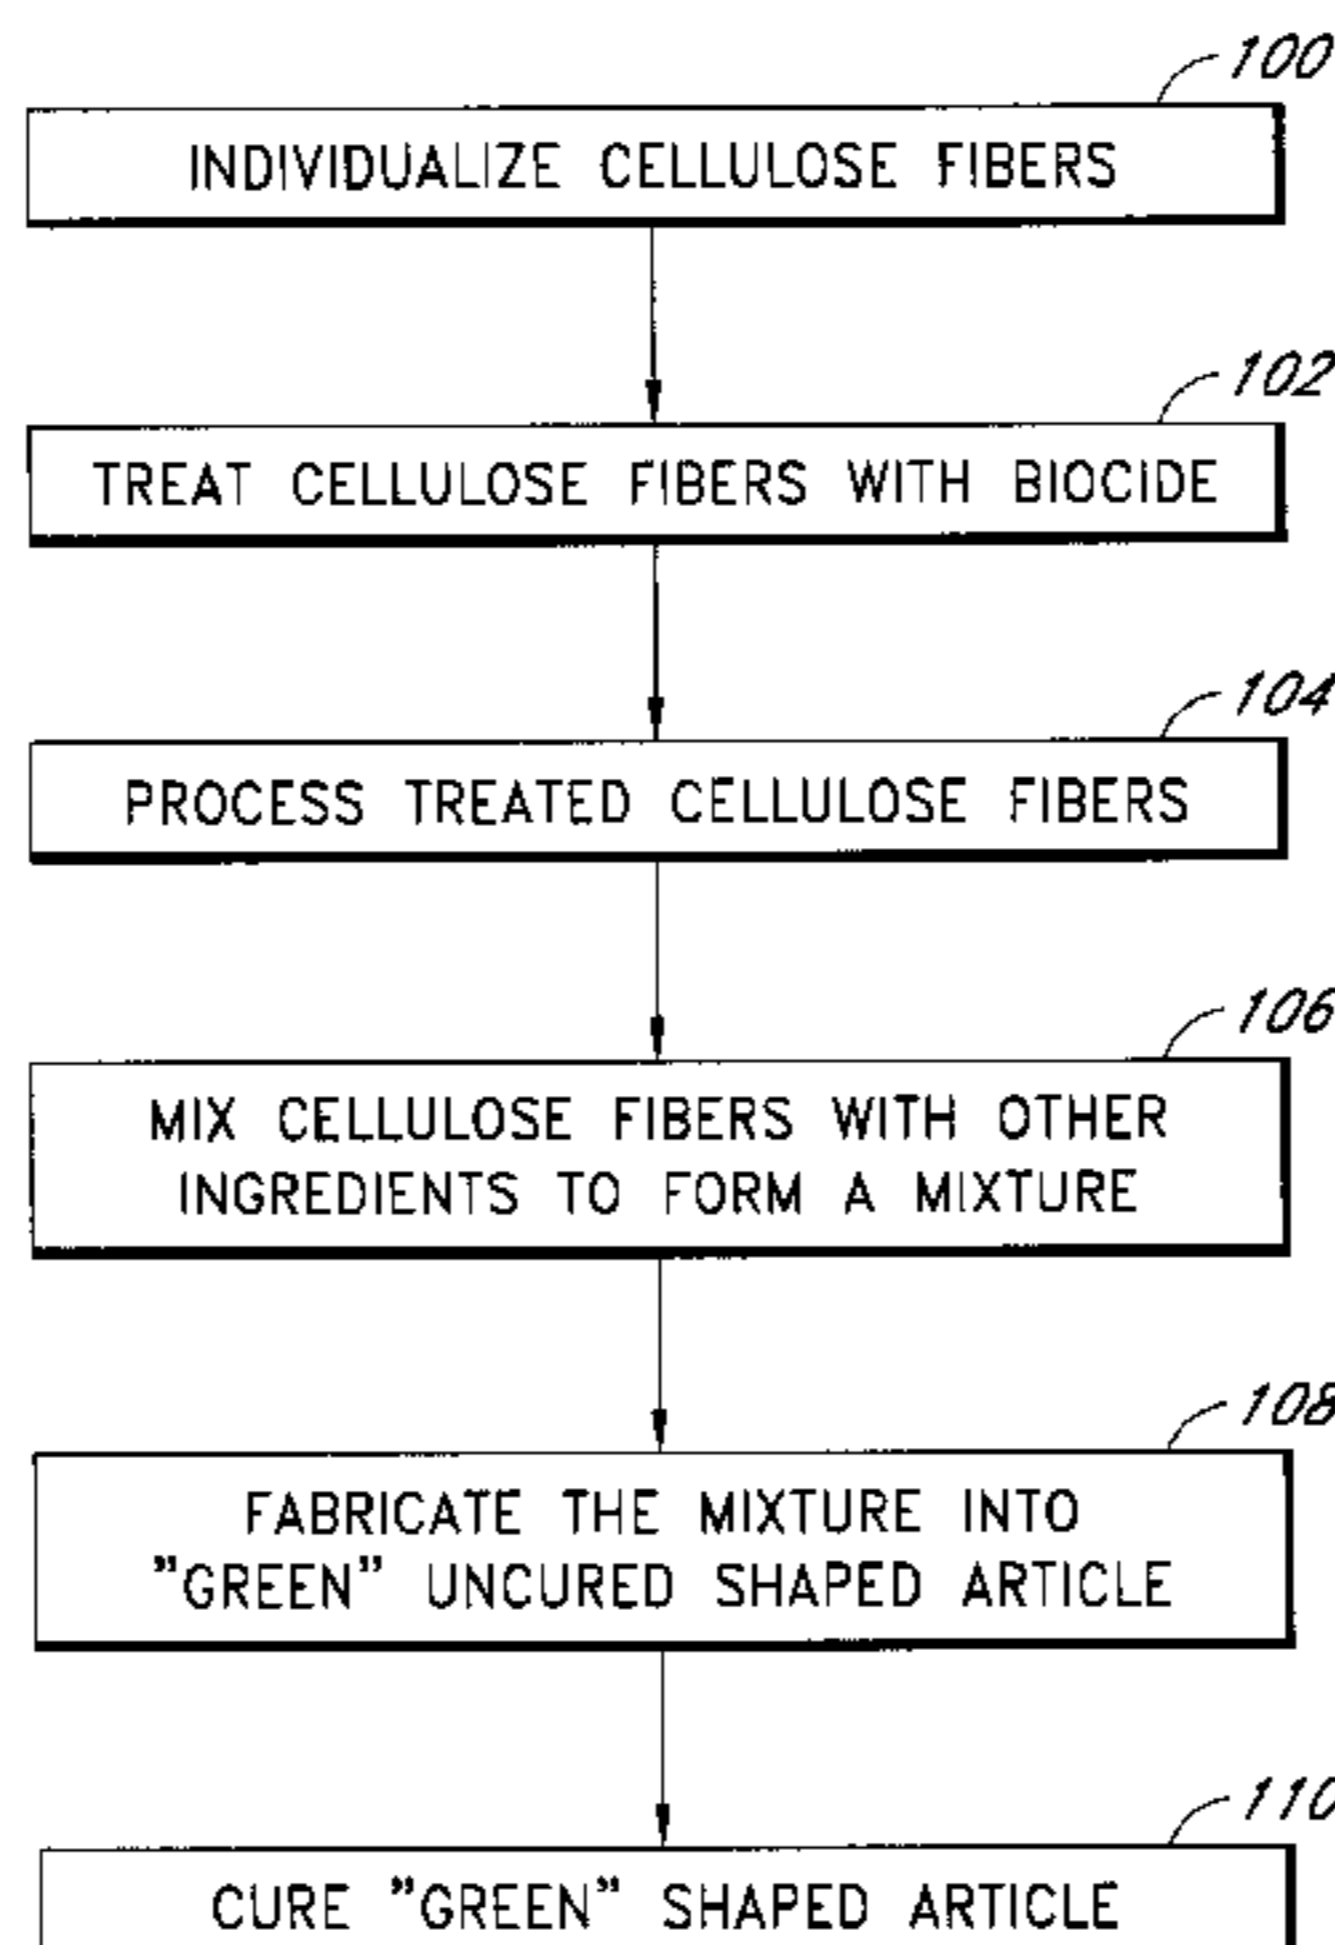 100
INDIVIDUALIZE CELLULOSE FIBERS
102
TREAT CELLULOSE FIBERS WITH BIOCIDE
104
PROCESS TREATED CELLULOSE FIBERS
106
MIX CELLULOSE FIBERS WITH OTHER
INGREDIENTS TO FORM A MIXTURE
108
FABRICATE THE MIXTURE INTO
”GREEN” UNCURED SHAPED ARTICLE
110
CURE ”GREEN” SHAPED ARTICLE